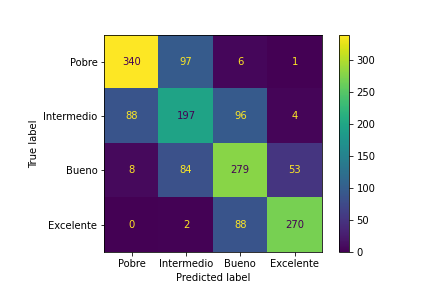 Pobre 340 97 6 1
Intermedio 88 197 96 4
Bueno 8 84 279 53
Excelente 0 2 88 270
Pobre Intermedio Bueno Excelente
Predicted label
True label
300
250
200
150
100
50
0